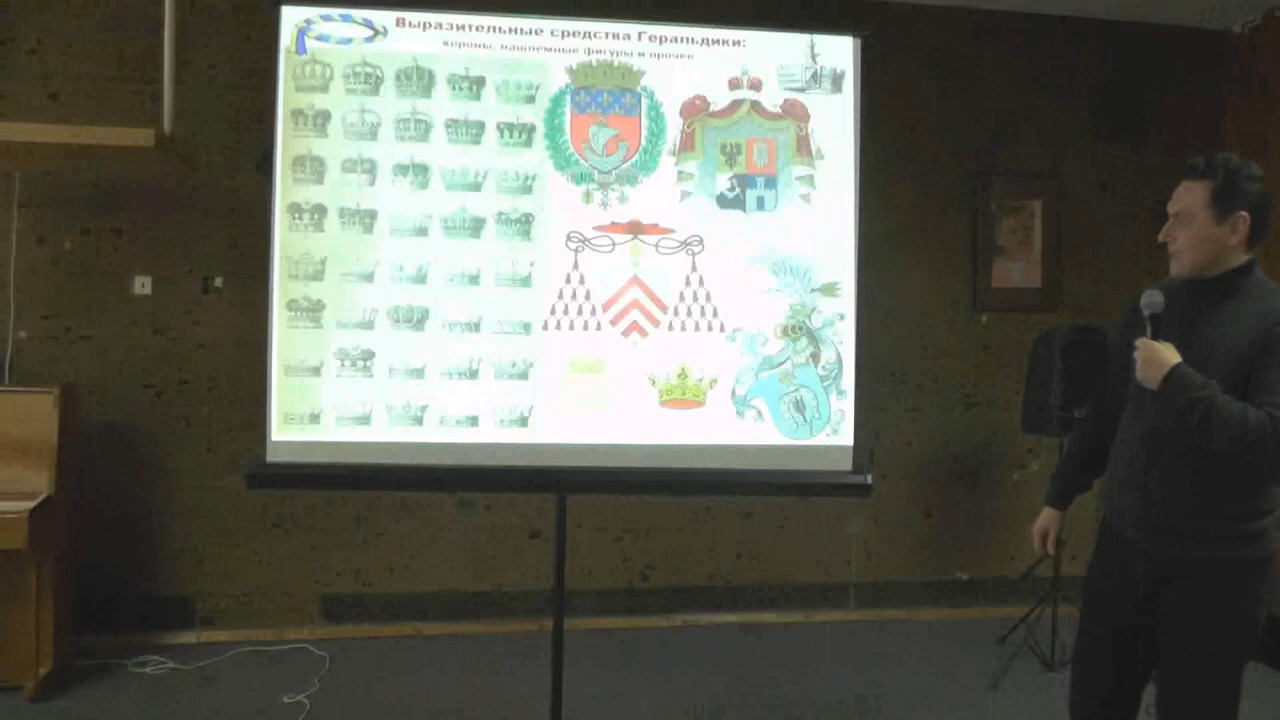 Выразительные средства Геральдики:
короны, нашлемные фигуры и прочее